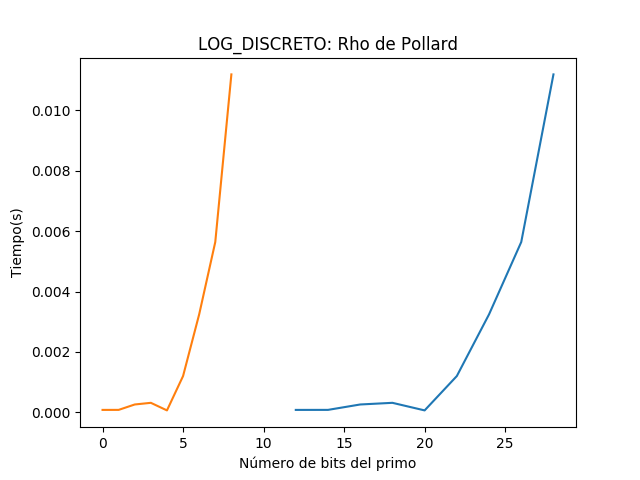 LOG_DISCRETO: Rho de Pollard
0.010
0.008
0.006
0.004
0.002
0.000
Tiempo(s)
0 5 10 15 20 25
Número de bits del primo